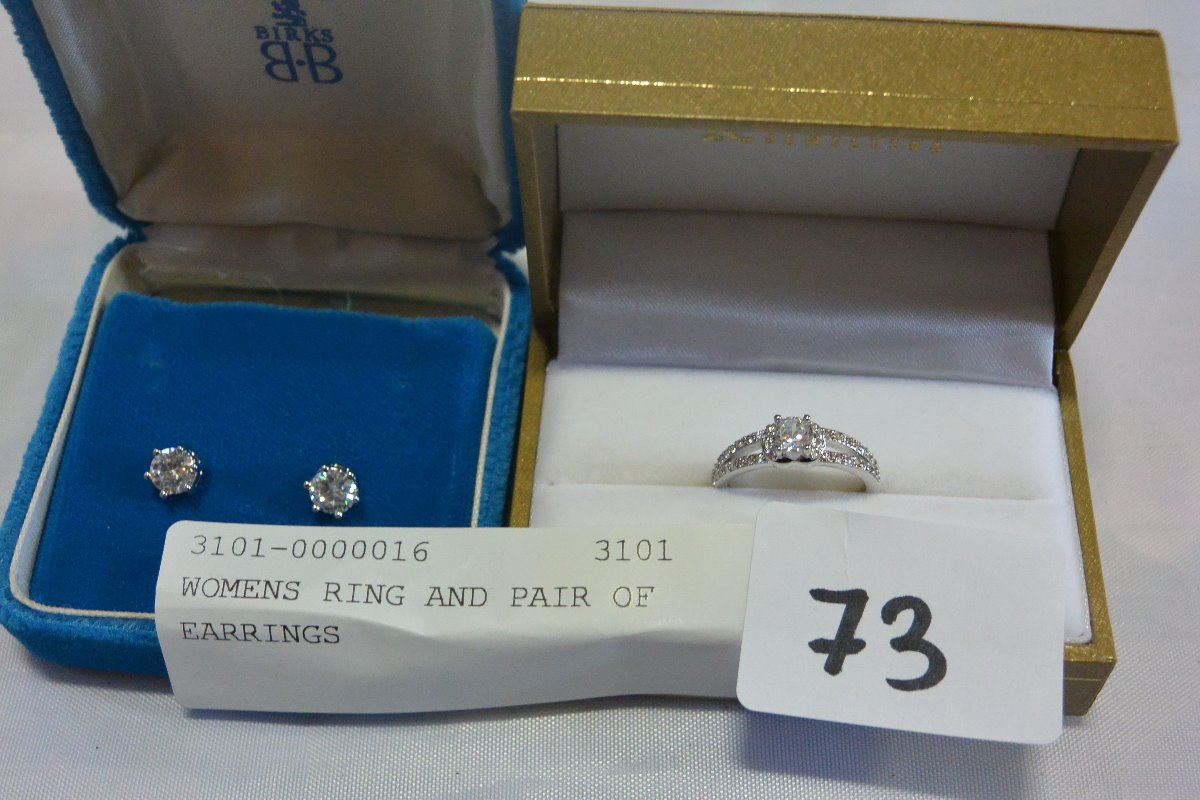 BIRKS
B·B
3101-0000016 3101
WOMENS RING AND PAIR OF
EARRINGS
73